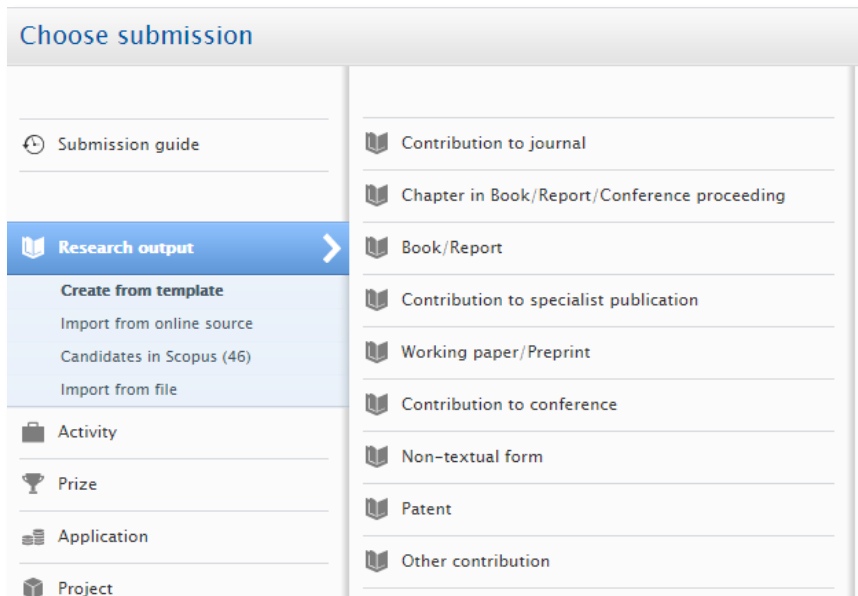 Choose submission
Submission guide
Research output
Create from template
Import from online source
Candidates in Scopus (46)
Import from file
Activity
Prize
Application
Project
Contribution to journal
Chapter in Book/Report/Conference proceeding
Book/Report
Contribution to specialist publication
Working paper/Preprint
Contribution to conference
Non-textual form
Patent
Other contribution